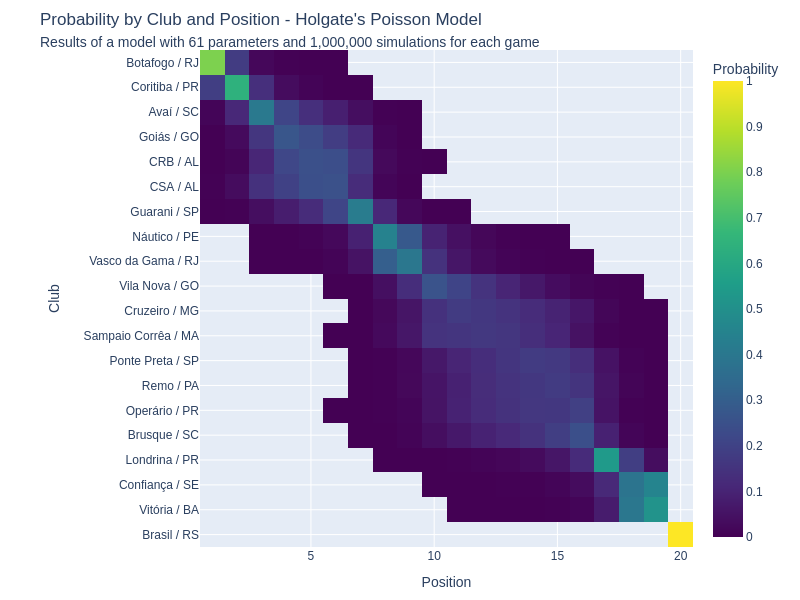 Probability by Club and Position - Holgate's Poisson Model
Results of a model with 61 parameters and 1,000,000 simulations for each game
Probability
Botafogo / RJ
Coritiba / PR
Avaí / SC
Goiás / GO
CRB / AL
CSA / AL
Guarani / SP
Náutico / PE
Vasco da Gama / RJ
Vila Nova / GO
Cruzeiro / MG
Sampaio Corrêa / MA
Ponte Preta / SP
Remo / PA
Operário / PR
Brusque / SC
Londrina / PR
Confiança / SE
Vitória / BA
Brasil / RS
Club
5
10
15
20
Position
1
0.9
0.8
0.7
0.6
0.5
0.4
0.3
0.2
0.1
0